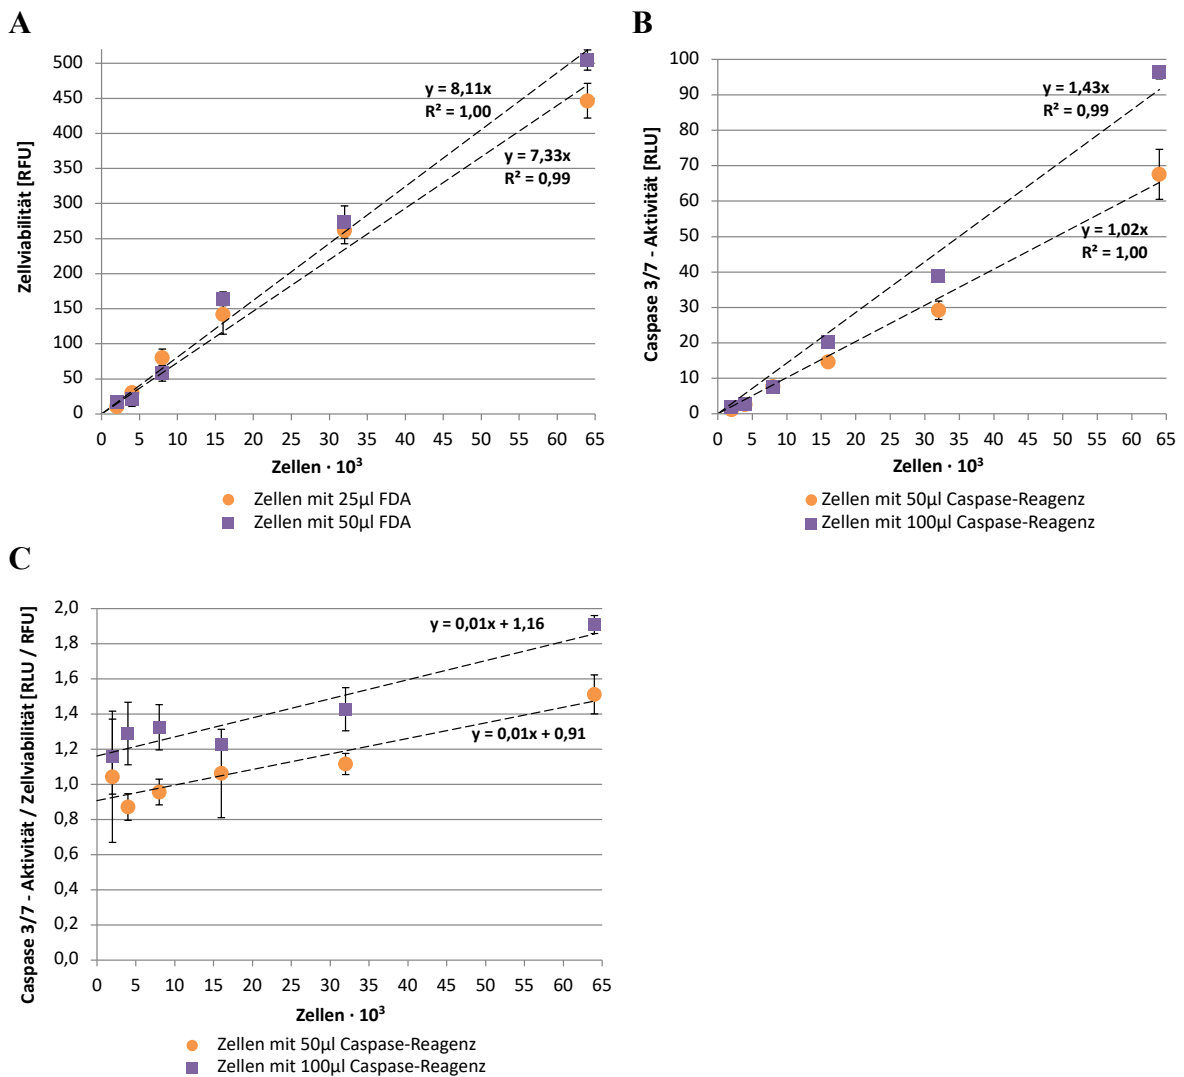 A
Zellviabilität [RFU]
500
450
400
350
300
250
200
150
100
50
0
y = 8,11x
R² = 1,00
y = 7,33x
R² = 0,99
0 5 10 15 20 25 30 35 40 45 50 55 60 65
Zellen · 10³
Zellen mit 25µl FDA
Zellen mit 50µl FDA
B
Caspase 3/7 - Aktivität [RLU]
100
90
80
70
60
50
40
30
20
10
0
y = 1,43x
R² = 0,99
y = 1,02x
R² = 1,00
0 5 10 15 20 25 30 35 40 45 50 55 60 65
Zellen · 10³
Zellen mit 50µl Caspase-Reagenz
Zellen mit 100µl Caspase-Reagenz
C
Caspase 3/7 - Aktivität / Zellviabilität [RLU / RFU]
2,0
1,8
1,6
1,4
1,2
1,0
0,8
0,6
0,4
0,2
0,0
y = 0,01x + 1,16
y = 0,01x + 0,91
0 5 10 15 20 25 30 35 40 45 50 55 60 65
Zellen · 10³
Zellen mit 50µl Caspase-Reagenz
Zellen mit 100µl Caspase-Reagenz